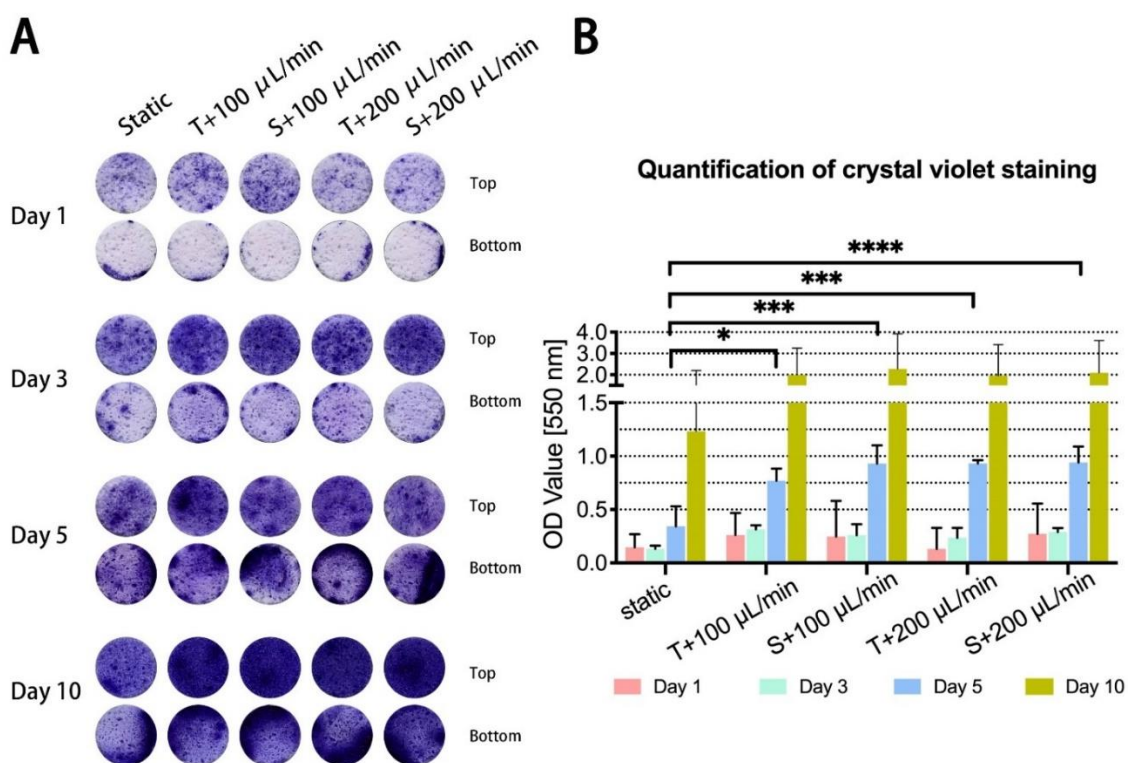 A
Static
T+100 μL/min
S+100 μL/min
T+200 μL/min
S+200 μL/min
Day 1
Top
Bottom
Day 3
Top
Bottom
Day 5
Top
Bottom
Day 10
Top
Bottom
B
Quantification of crystal violet staining
****
***
***
*
OD Value [550 nm]
4.0
3.0
2.0
1.5
1.0
0.5
0.0
static
T+100 μL/min
S+100 μL/min
T+200 μL/min
S+200 μL/min
Day 1
Day 3
Day 5
Day 10